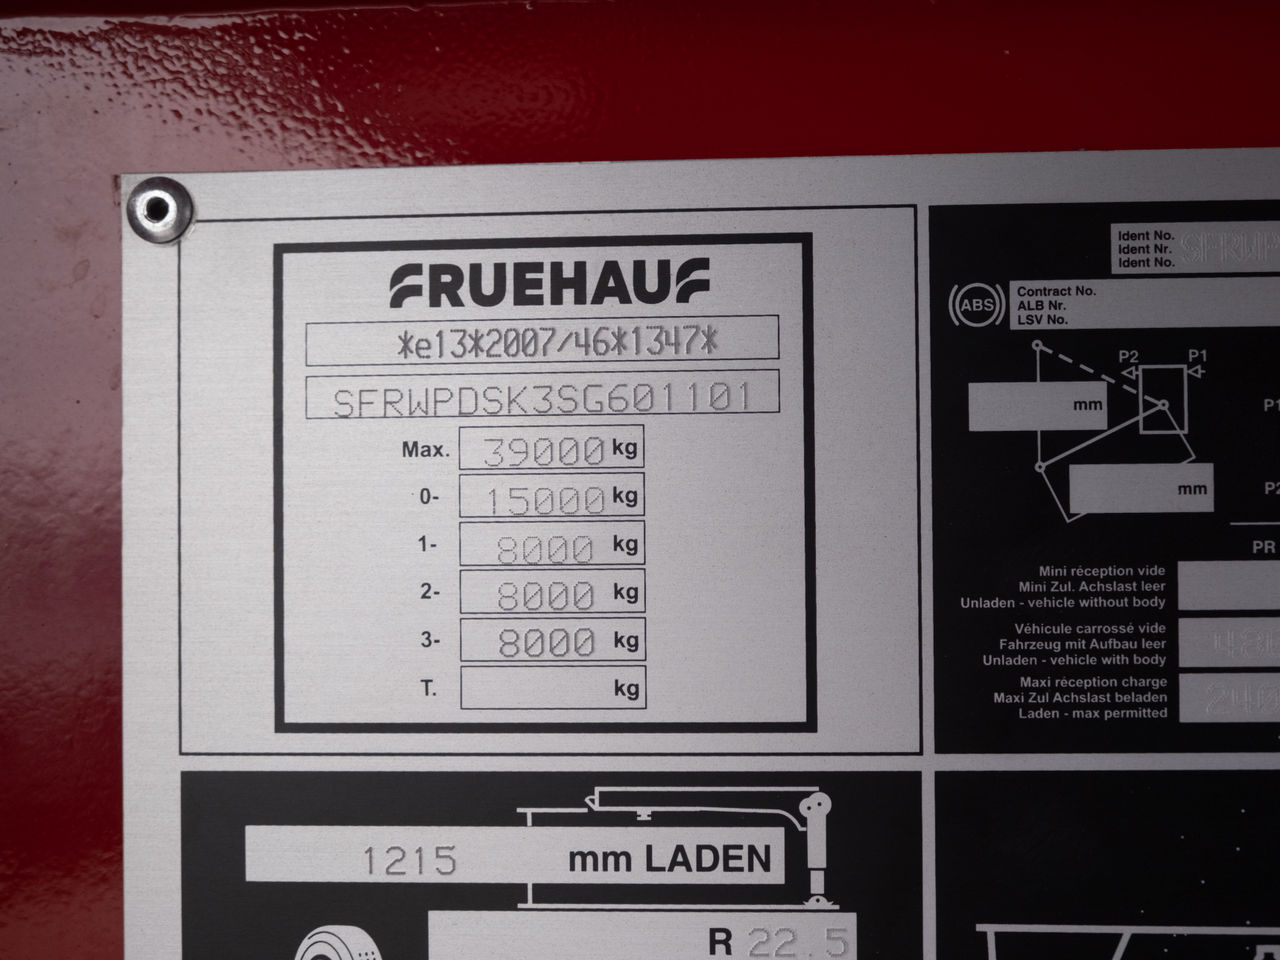 FRUEHAUF
*e13*2007/46*1347*
SFRWPDSK3SG601101
Max. 39000 kg
0- 15000 kg
1- 8000 kg
2- 8000 kg
3- 8000 kg
T. kg
Ident No.
Ident Nr.
Ident No.
ABS
Contract No.
ALB Nr.
LSV No.
P2 P1
mm
mm
PR
Mini réception vide
Mini Zul. Achslast leer
Unladen - vehicle without body
Véhicule carrossé vide
Fahrzeug mit Aufbau leer
Unladen - vehicle with body
Maxi réception charge
Maxi Zul Achslast beladen
Laden - max permitted
1215 mm LADEN
R 22.5